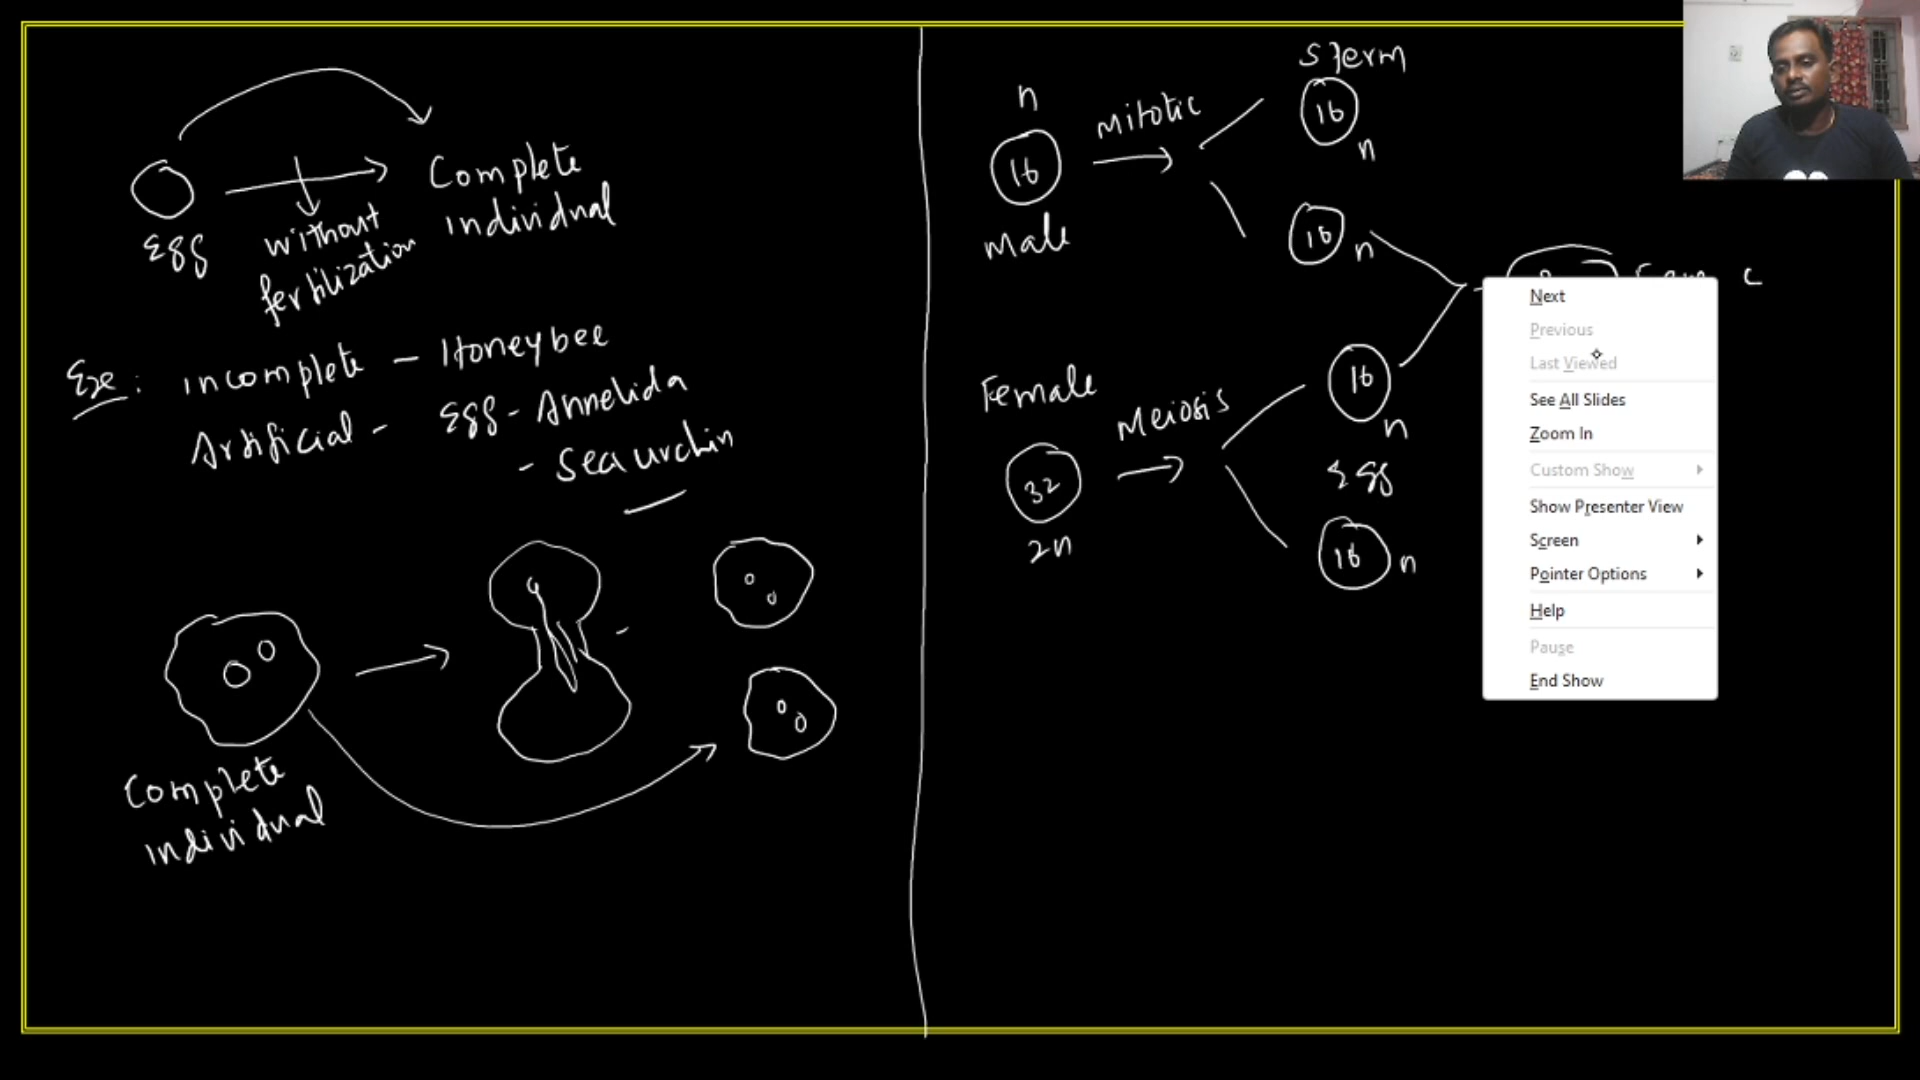 Egg
without
fertilization
Complete
individual
Exe: incomplete - Honeybee
Artificial - Egg - Annelida
- Sea urchin
Complete
individual
n
16
male
mitotic
Sperm
16
n
16
n
Female
32
2n
Meiosis
16
n
Egg
16 n
Next
Previous
Last Viewed
See All Slides
Zoom In
Custom Show
Show Presenter View
Screen
Pointer Options
Help
Pause
End Show